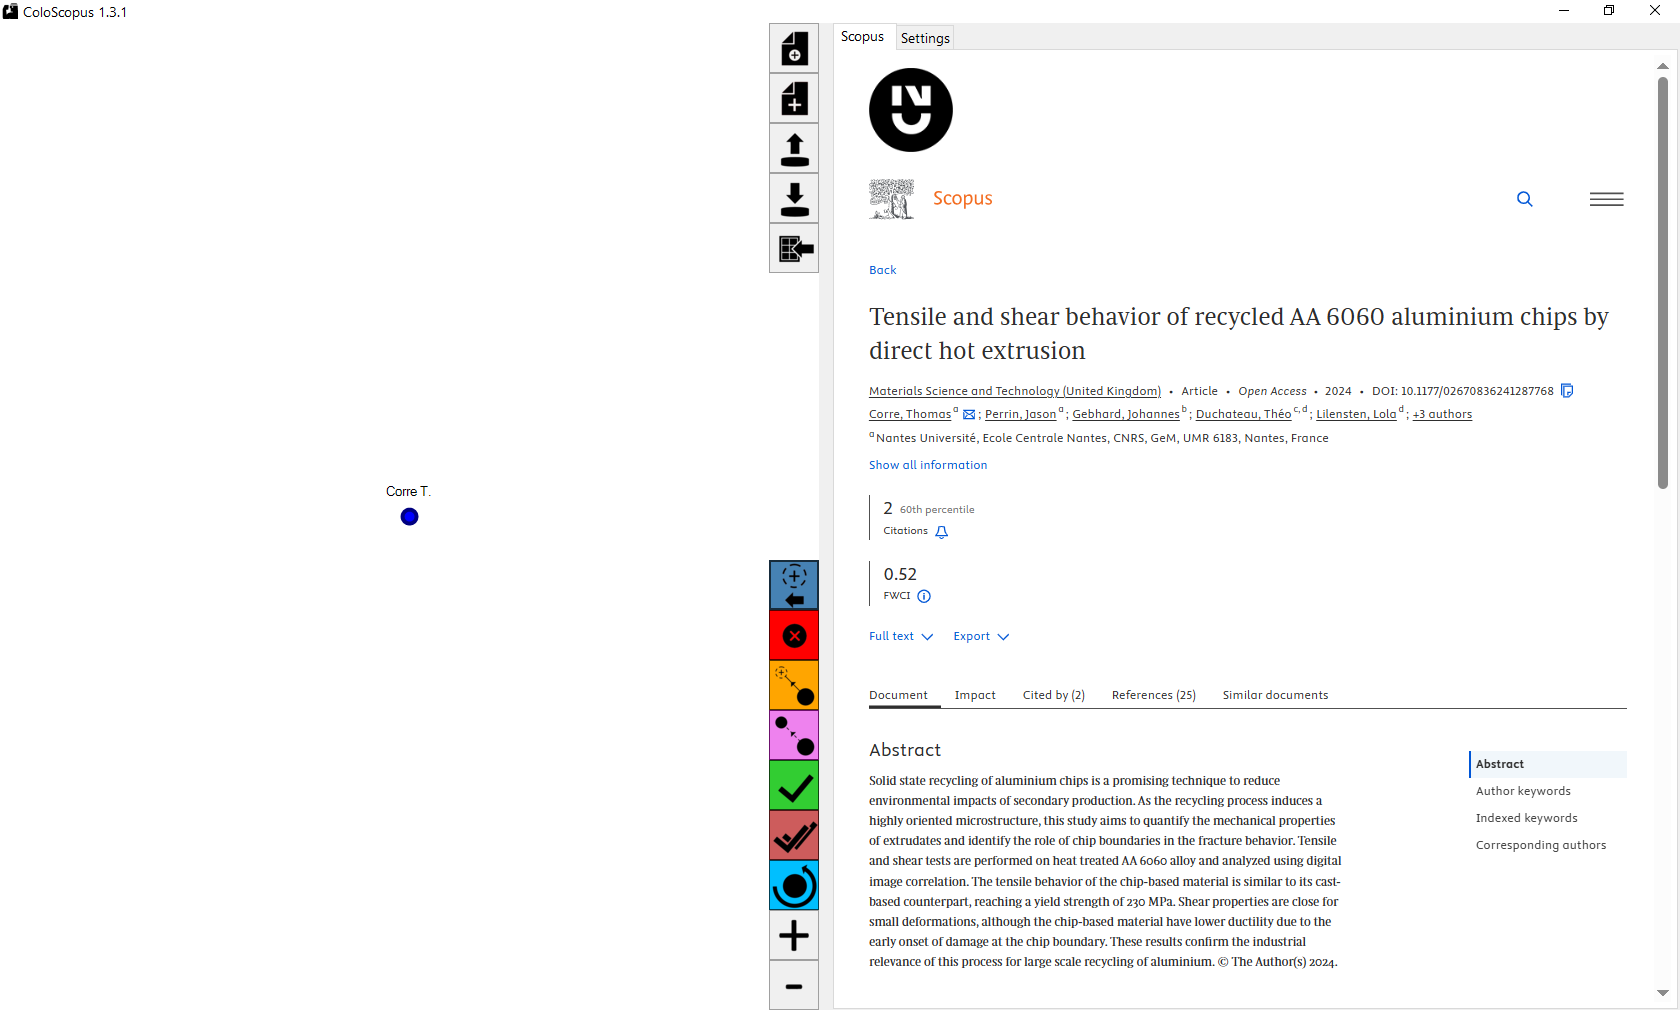 ColoScopus 1.3.1
Scopus
Settings
INU
Scopus
Back
Tensile and shear behavior of recycled AA 6060 aluminium chips by
direct hot extrusion
Materials Science and Technology (United Kingdom) • Article • Open Access • 2024 • DOI: 10.1177/02670836241287768
Corre, Thomas a ; Perrin, Jason a ; Gebhard, Johannes b ; Duchateau, Théo c, d ; Lilensten, Lola d ; +3 authors
a Nantes Université, Ecole Centrale Nantes, CNRS, GeM, UMR 6183, Nantes, France
Show all information
Corre T.
2 60th percentile
Citations
0.52
FWCI
Full text
Export
Document
Impact
Cited by (2)
References (25)
Similar documents
Abstract
Solid state recycling of aluminium chips is a promising technique to reduce
environmental impacts of secondary production. As the recycling process induces a
highly oriented microstructure, this study aims to quantify the mechanical properties
of extrudates and identify the role of chip boundaries in the fracture behavior. Tensile
and shear tests are performed on heat treated AA 6060 alloy and analyzed using digital
image correlation. The tensile behavior of the chip-based material is similar to its cast-
based counterpart, reaching a yield strength of 230 MPa. Shear properties are close for
small deformations, although the chip-based material have lower ductility due to the
early onset of damage at the chip boundary. These results confirm the industrial
relevance of this process for large scale recycling of aluminium. © The Author(s) 2024.
Abstract
Author keywords
Indexed keywords
Corresponding authors